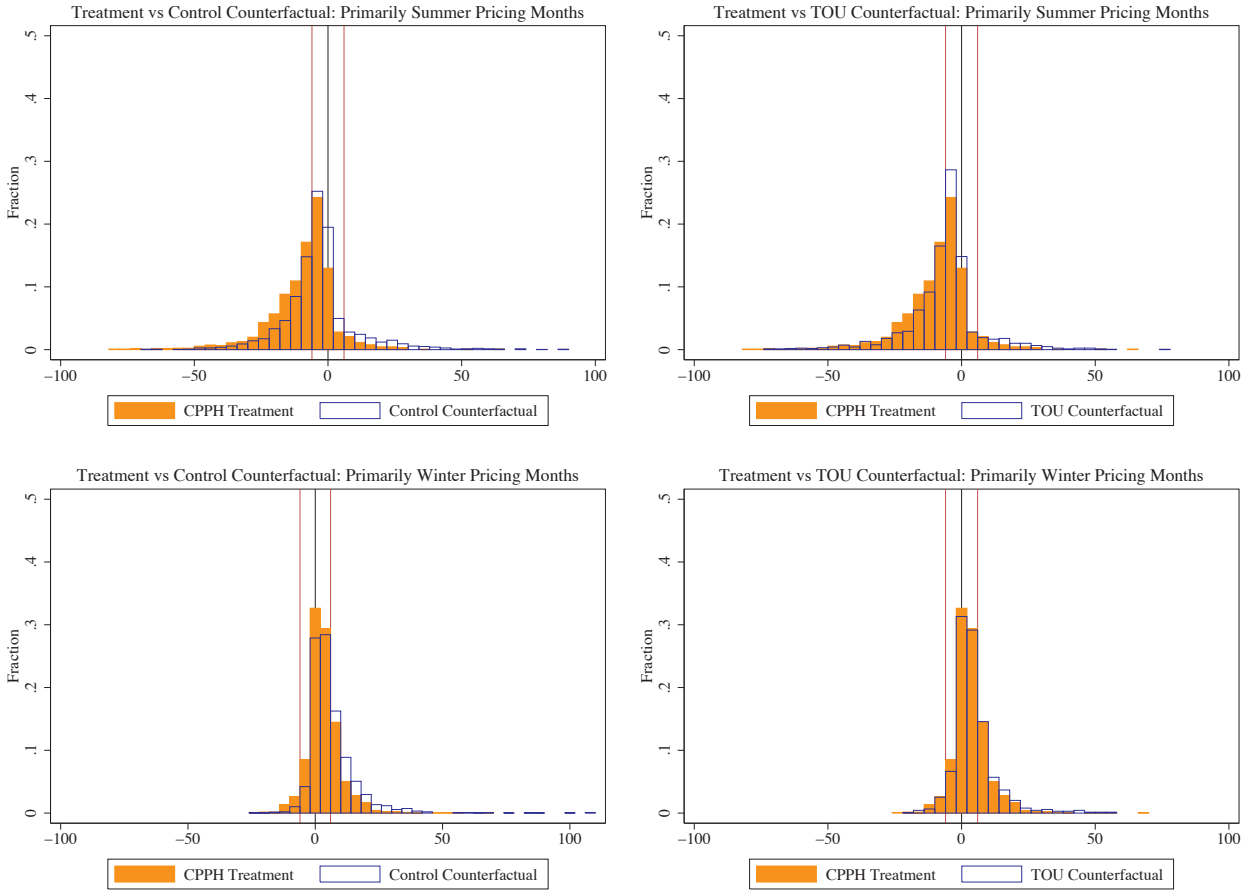 Treatment vs Control Counterfactual: Primarily Summer Pricing Months
Fraction
0 .1 .2 .3 .4 .5
−100 −50 0 50 100
CPPH Treatment Control Counterfactual
Treatment vs TOU Counterfactual: Primarily Summer Pricing Months
Fraction
0 .1 .2 .3 .4 .5
−100 −50 0 50 100
CPPH Treatment TOU Counterfactual
Treatment vs Control Counterfactual: Primarily Winter Pricing Months
Fraction
0 .1 .2 .3 .4 .5
−100 −50 0 50 100
CPPH Treatment Control Counterfactual
Treatment vs TOU Counterfactual: Primarily Winter Pricing Months
Fraction
0 .1 .2 .3 .4 .5
−100 −50 0 50 100
CPPH Treatment TOU Counterfactual